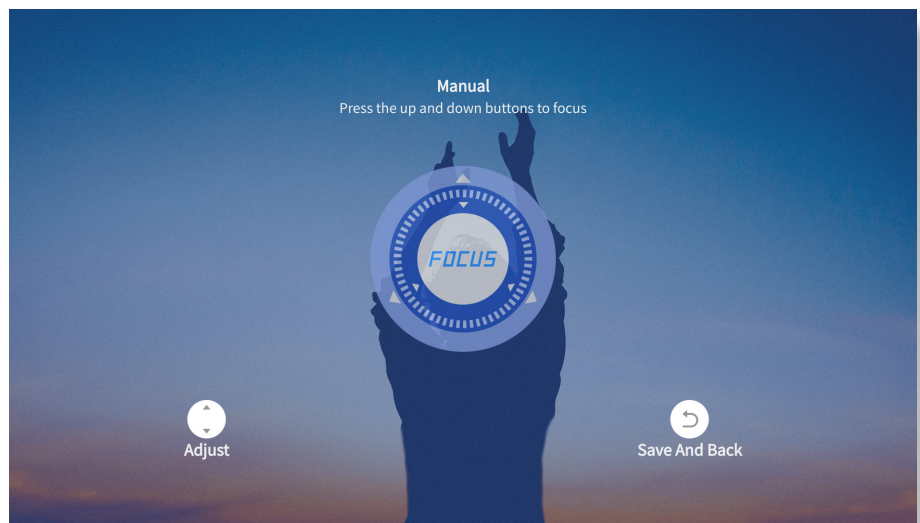 Manual
Press the up and down buttons to focus
FOCUS
Adjust
Save And Back